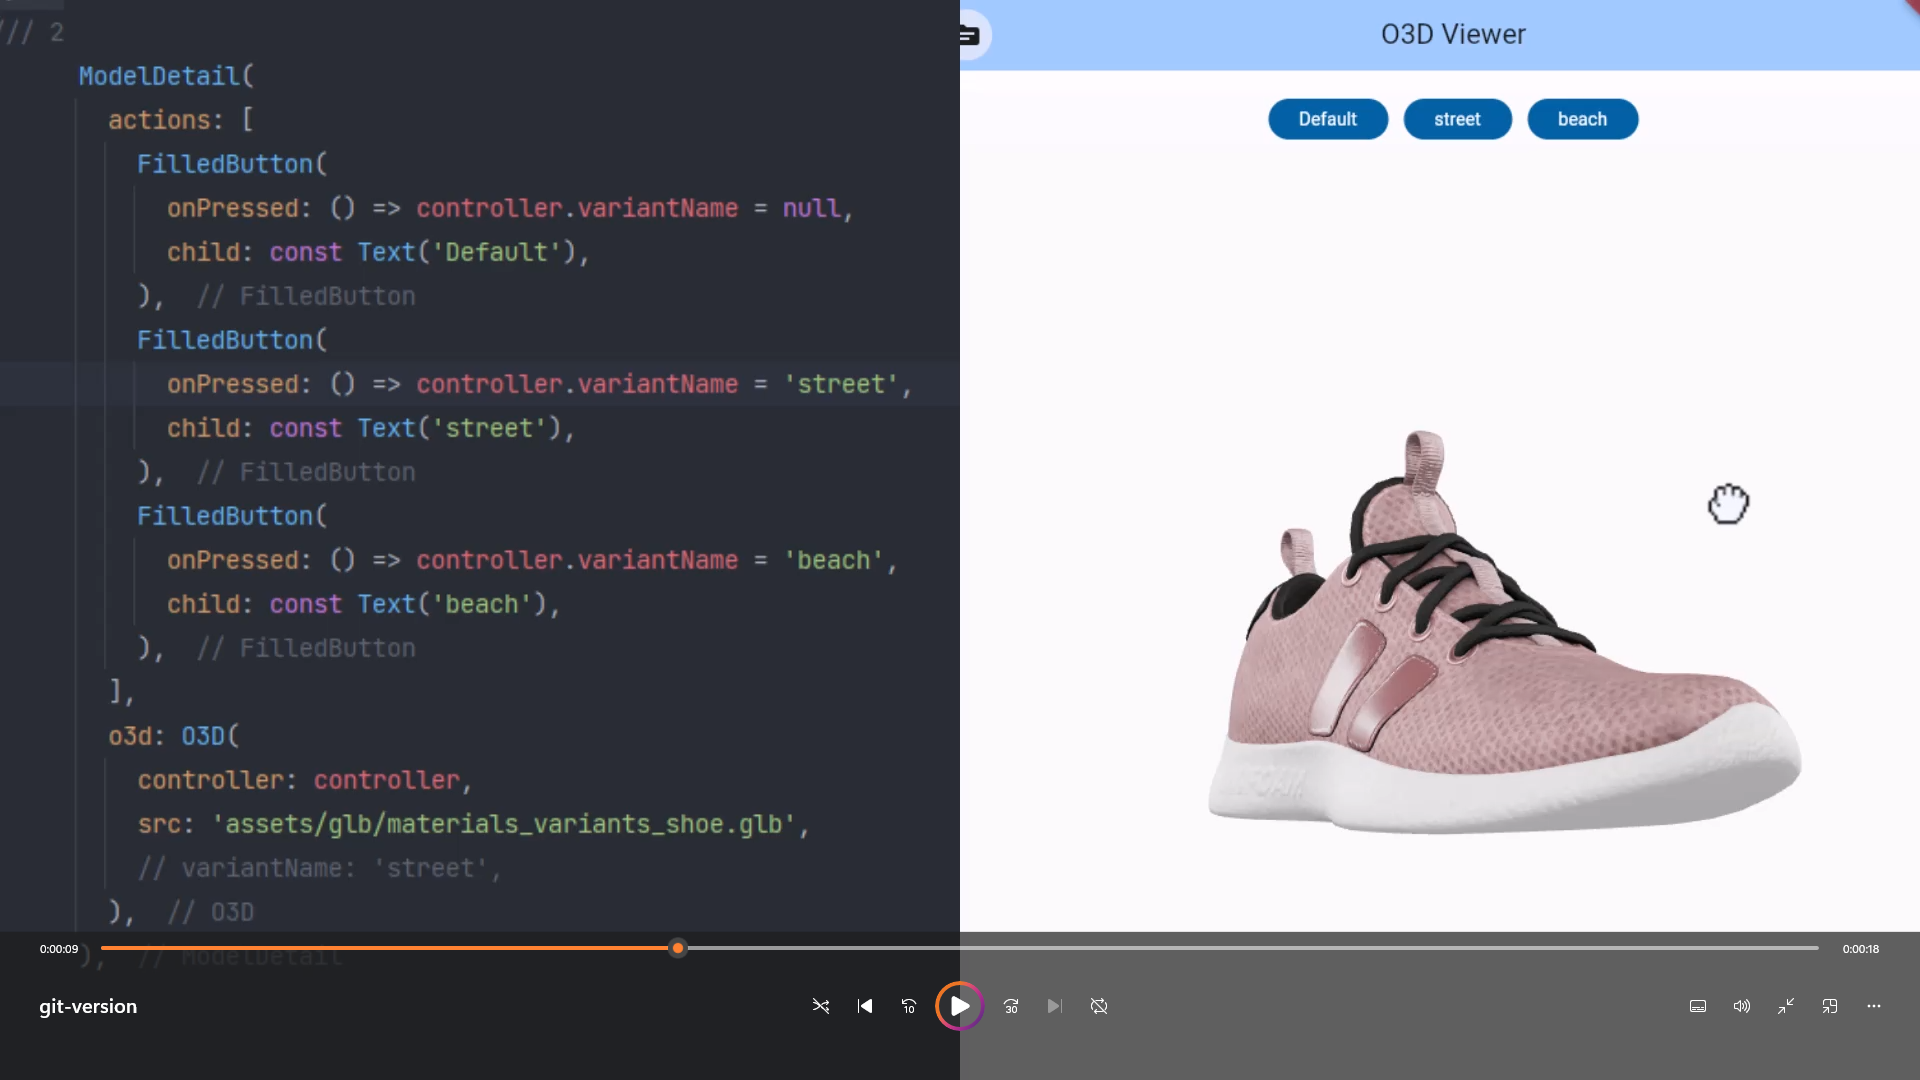 /// 2
ModelDetail(
actions: [
FilledButton(
onPressed: () => controller.variantName = null,
child: const Text('Default'),
), // FilledButton
FilledButton(
onPressed: () => controller.variantName = 'street',
child: const Text('street'),
), // FilledButton
FilledButton(
onPressed: () => controller.variantName = 'beach',
child: const Text('beach'),
), // FilledButton
],
o3d: O3D(
controller: controller,
src: 'assets/glb/materials_variants_shoe.glb',
// variantName: 'street',
), // O3D
), // ModelDetail
O3D Viewer
Default street beach
FOAM
0:00:09
0:00:18
git-version
10
30